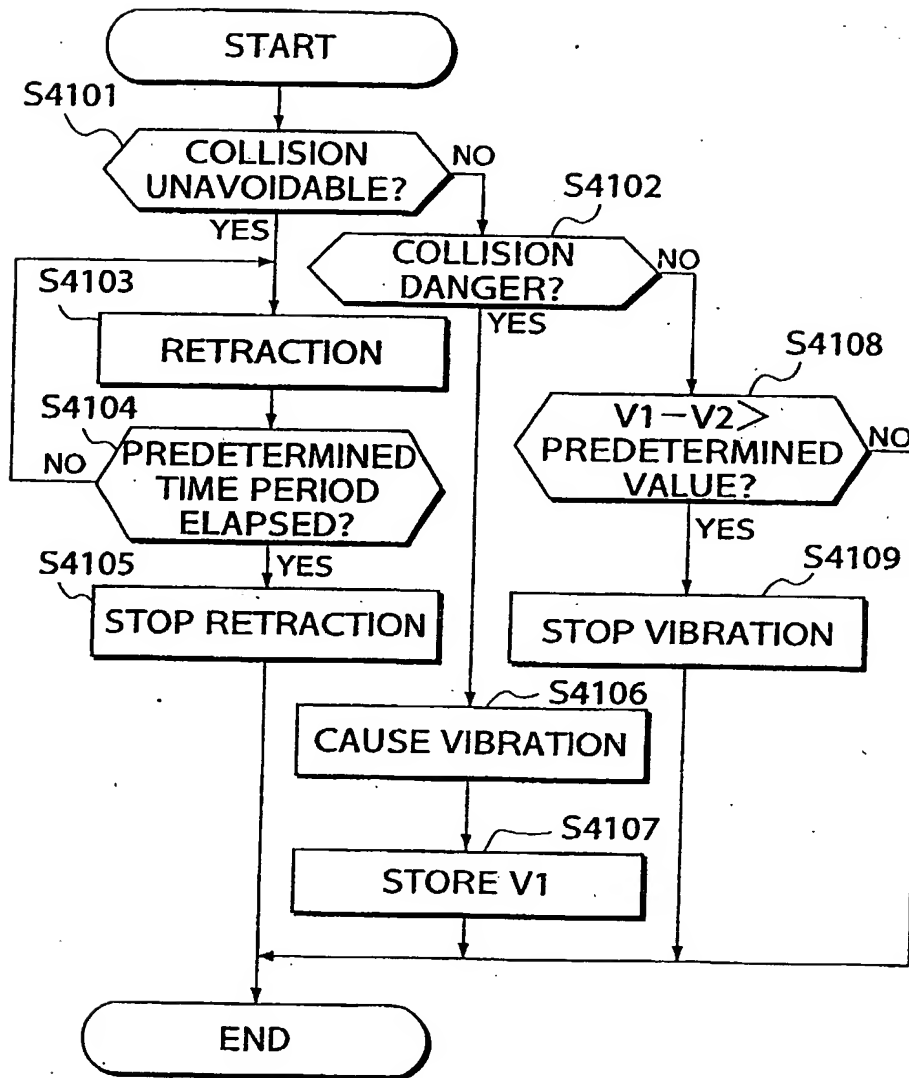 START
S4101
COLLISION
UNAVOIDABLE?
NO
YES
S4102
COLLISION
DANGER?
NO
YES
S4103
RETRACTION
S4104
PREDETERMINED
TIME PERIOD
ELAPSED?
NO
YES
S4105
STOP RETRACTION
S4108
V1-V2>
PREDETERMINED
VALUE?
NO
YES
S4109
STOP VIBRATION
S4106
CAUSE VIBRATION
S4107
STORE V1
END